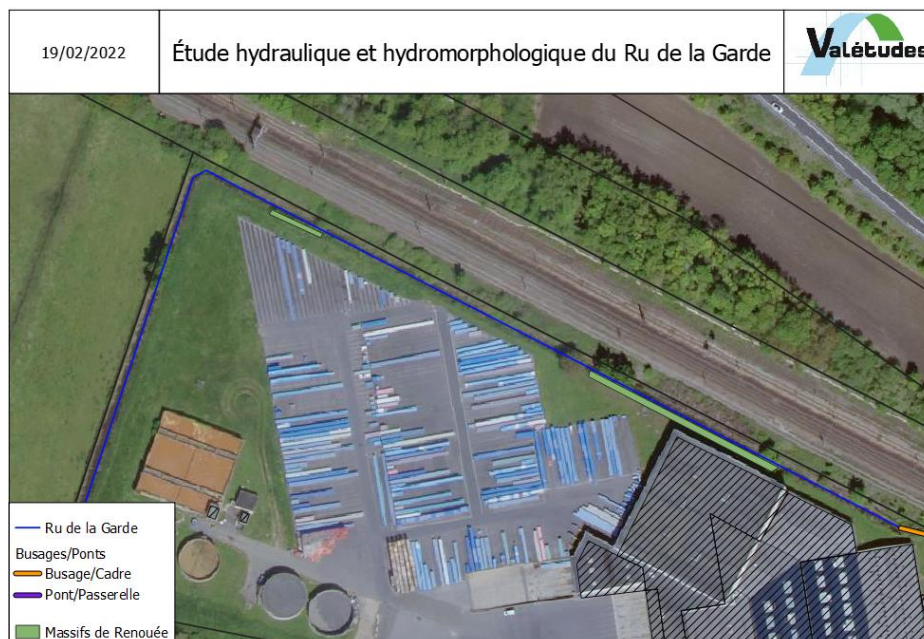 19/02/2022
Étude hydraulique et hydromorphologique du Ru de la Garde
Valétudes
Ru de la Garde
Busages/Ponts
Busage/Cadre
Pont/Passerelle
Massifs de Renouée